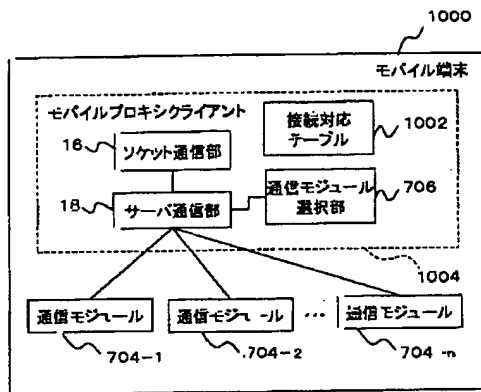 1000
モバイル端末
モバイルプロキシクライアント
16
ソケット通信部
接続対応
テーブル
1002
18
サーバ通信部
通信モジュール
選択部
706
1004
通信モジュール
通信モジュール
...
通信モジュール
704-1
704-2
704-n